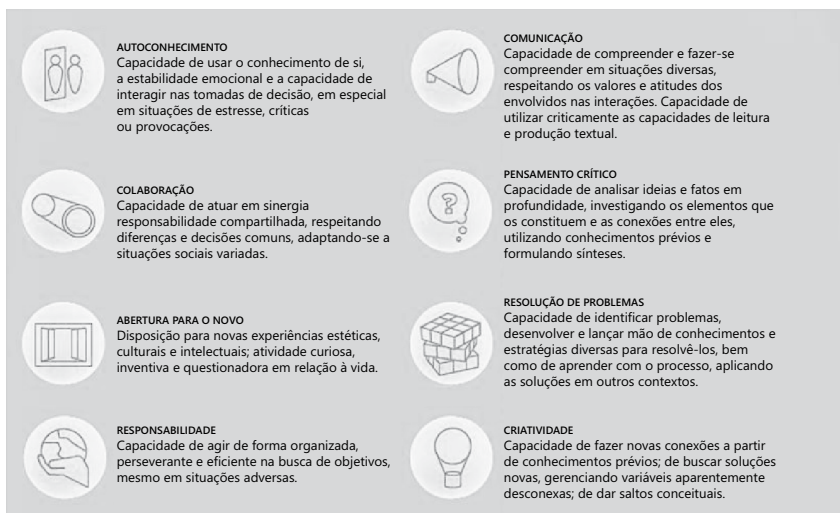 AUTOCONHECIMENTO
Capacidade de usar o conhecimento de si,
a estabilidade emocional e a capacidade de
interagir nas tomadas de decisão, em especial
em situações de estresse, críticas
ou provocações.
COLABORAÇÃO
Capacidade de atuar em sinergia
responsabilidade compartilhada, respeitando
diferenças e decisões comuns, adaptando-se a
situações sociais variadas.
ABERTURA PARA O NOVO
Disposição para novas experiências estéticas,
culturais e intelectuais; atividade curiosa,
inventiva e questionadora em relação à vida.
RESPONSABILIDADE
Capacidade de agir de forma organizada,
perseverante e eficiente na busca de objetivos,
mesmo em situações adversas.
COMUNICAÇÃO
Capacidade de compreender e fazer-se
compreender em situações diversas,
respeitando os valores e atitudes dos
envolvidos nas interações. Capacidade de
utilizar criticamente as capacidades de leitura
e produção textual.
PENSAMENTO CRÍTICO
Capacidade de analisar ideias e fatos em
profundidade, investigando os elementos que
os constituem e as conexões entre eles,
utilizando conhecimentos prévios e
formulando sínteses.
RESOLUÇÃO DE PROBLEMAS
Capacidade de identificar problemas,
desenvolver e lançar mão de conhecimentos e
estratégias diversas para resolvê-los, bem
como de aprender com o processo, aplicando
as soluções em outros contextos.
CRIATIVIDADE
Capacidade de fazer novas conexões a partir
de conhecimentos prévios; de buscar soluções
novas, gerenciando variáveis aparentemente
desconexas; de dar saltos conceituais.
?